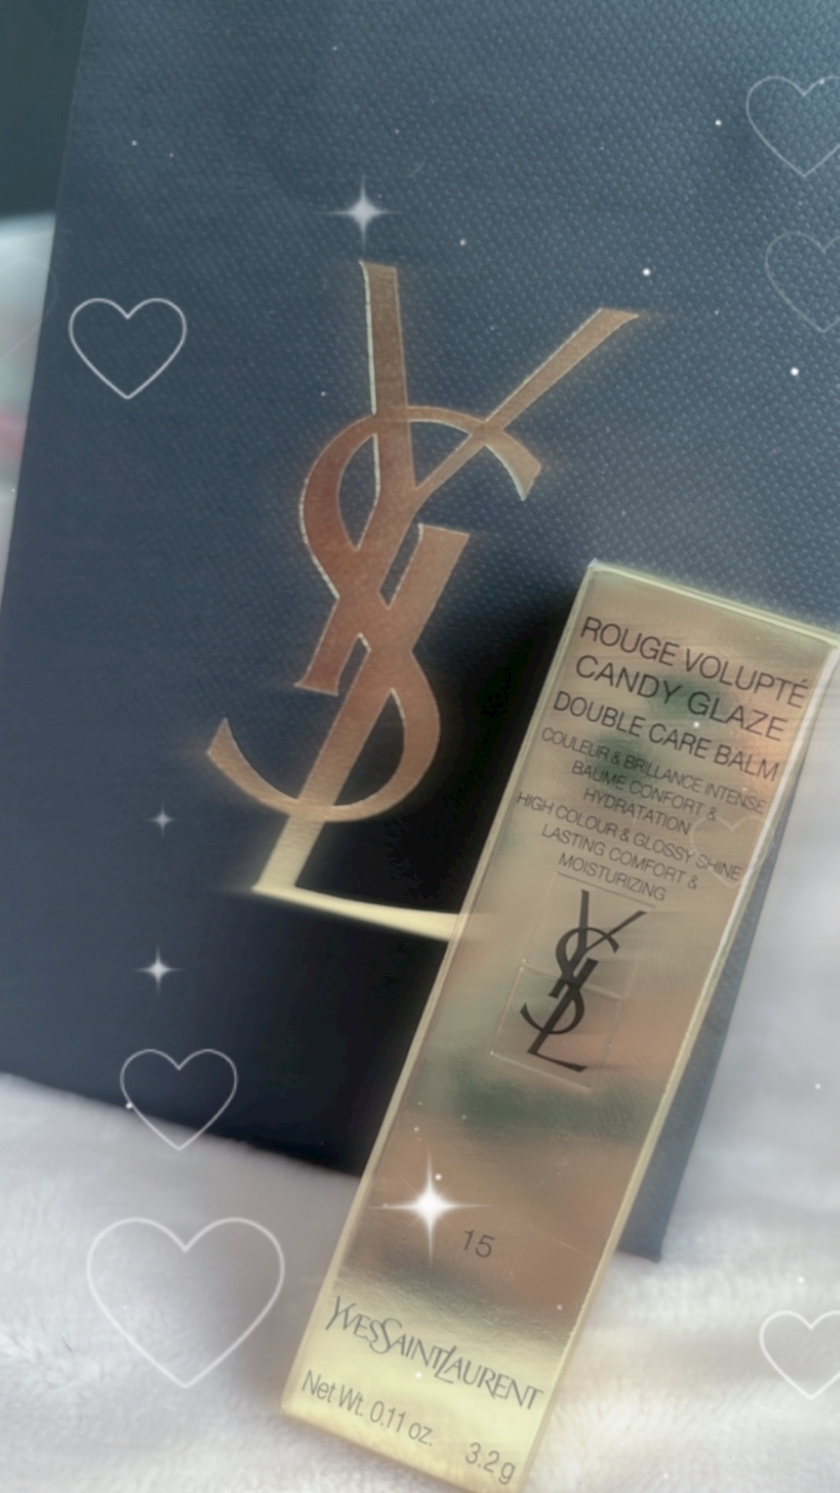 YSL
ROUGE VOLUPTÉ
CANDY GLAZE
DOUBLE CARE BALM
COULEUR & BRILLANCE INTENSE
BAUME CONFORT &
HYDRATATION
HIGH COLOUR & GLOSSY SHINE
LASTING COMFORT &
MOISTURIZING
YSL
15
YVESSAINTLAURENT
Net Wt. 0.11 oz. 3.2 g